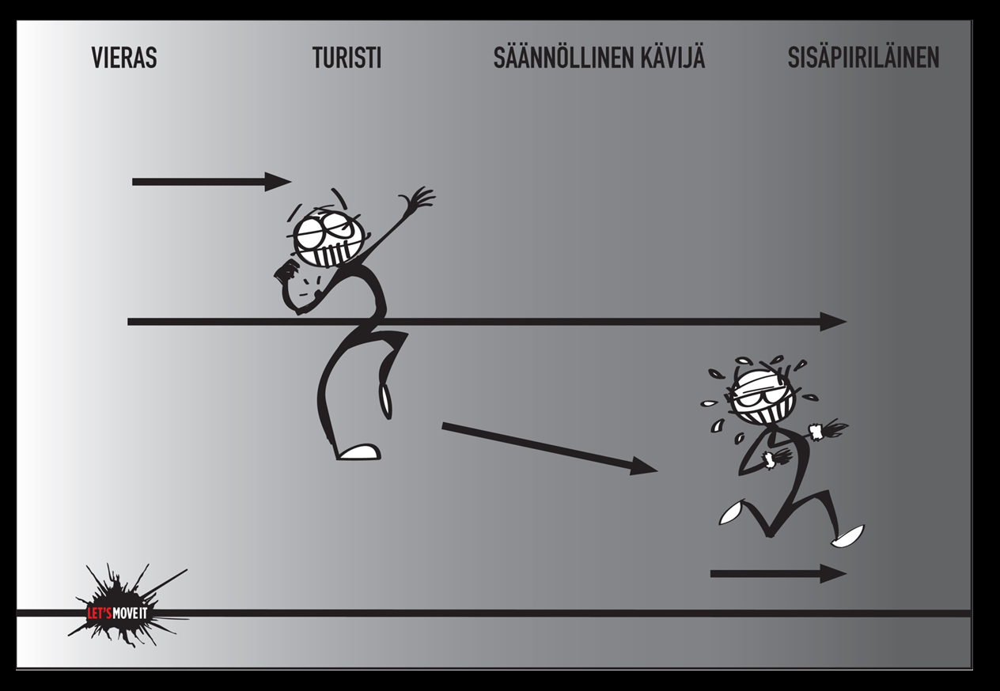 VIERAS
TURISTI
SÄÄNNÖLLINEN KÄVIJÄ
SISÄPIIRILÄINEN
LET'S MOVE IT